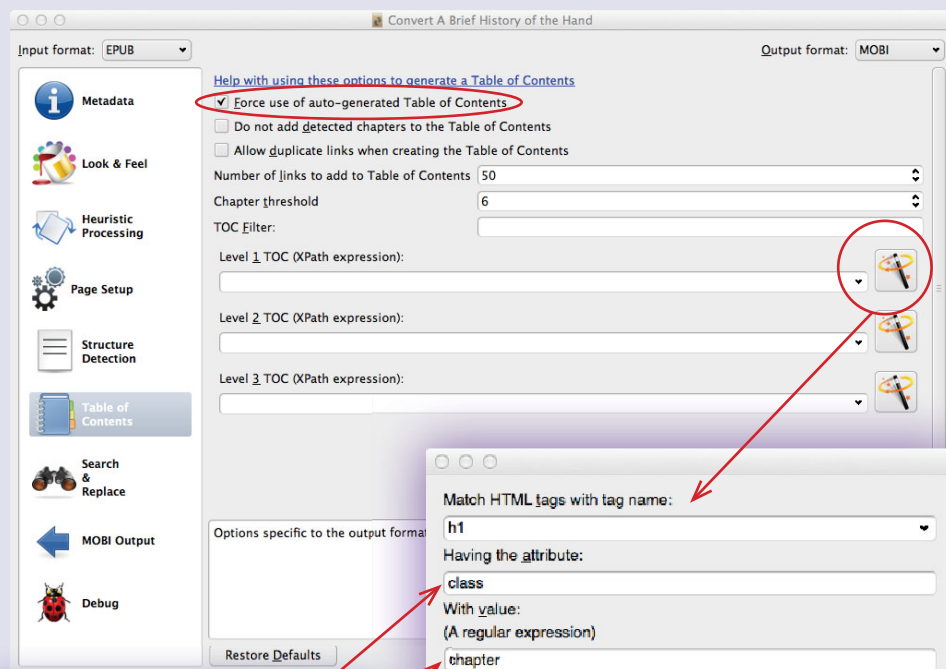 Convert A Brief History of the Hand
Input format: EPUB
Output format: MOBI
Metadata
Look & Feel
Heuristic
Processing
Page Setup
Structure
Detection
Table of
Contents
Search
&
Replace
MOBI Output
Debug
Help with using these options to generate a Table of Contents
Force use of auto-generated Table of Contents
Do not add detected chapters to the Table of Contents
Allow duplicate links when creating the Table of Contents
Number of links to add to Table of Contents 50
Chapter threshold 6
TOC Filter:
Level 1 TOC (XPath expression):
Level 2 TOC (XPath expression):
Level 3 TOC (XPath expression):
Options specific to the output format
Restore Defaults
Match HTML tags with tag name:
h1
Having the attribute:
class
With value:
(A regular expression)
chapter